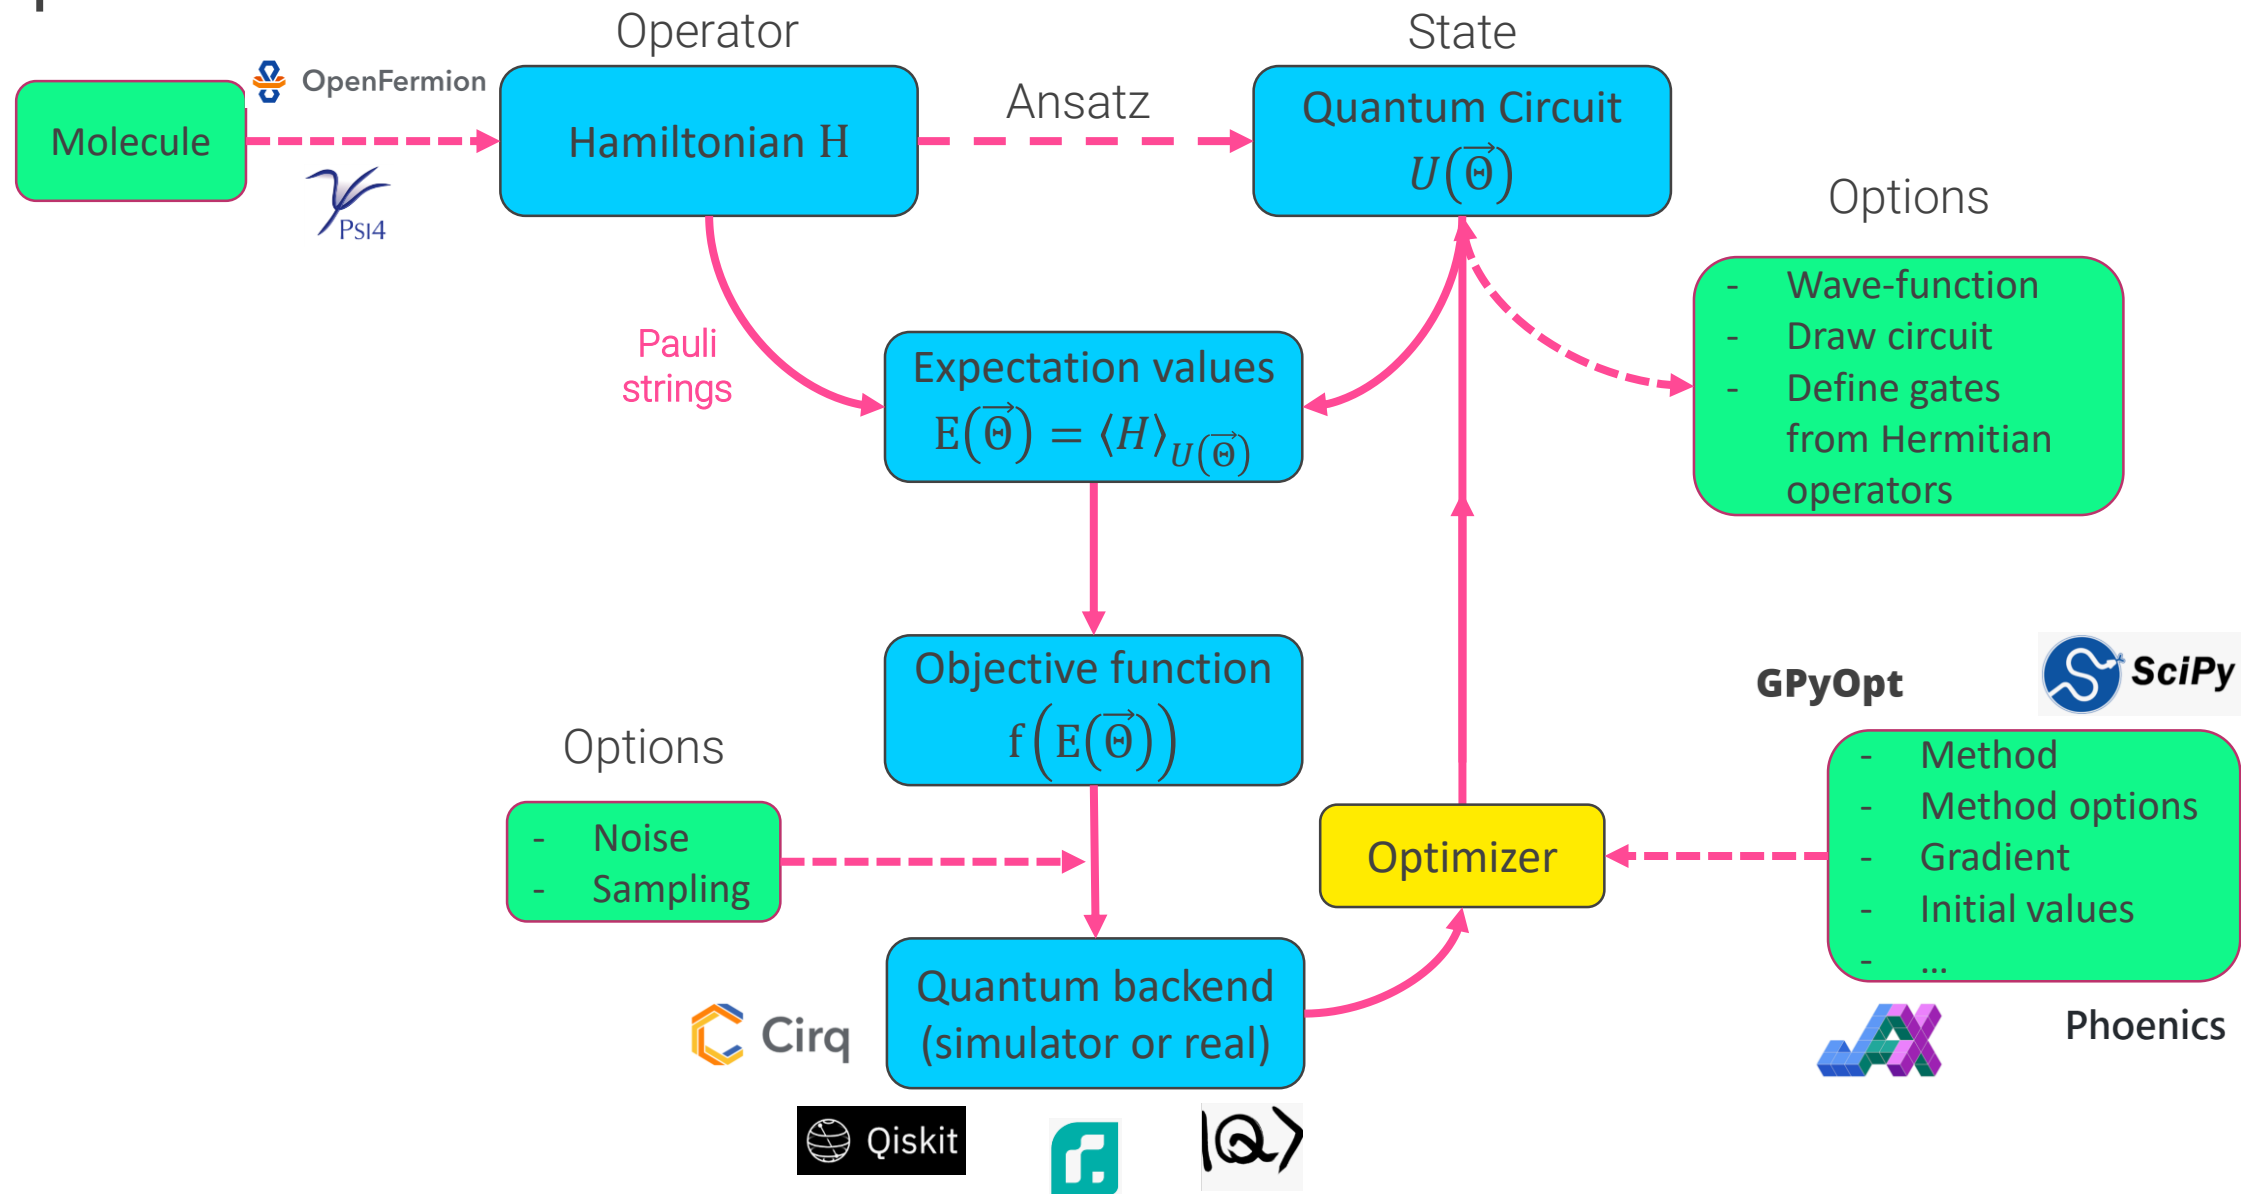 Operator
State
OpenFermion
Molecule
PSI4
Hamiltonian H
Ansatz
Quantum Circuit
U(Θ⃗)
Options
- Wave-function
- Draw circuit
- Define gates
from Hermitian
operators
Pauli
strings
Expectation values
E(Θ⃗) = ⟨H⟩_U(Θ⃗)
Objective function
f(E(Θ⃗))
Options
- Noise
- Sampling
Optimizer
GPyOpt
SciPy
- Method
- Method options
- Gradient
- Initial values
- ...
Quantum backend
(simulator or real)
Cirq
JAX
Phoenics
Qiskit
r.
|Q⟩